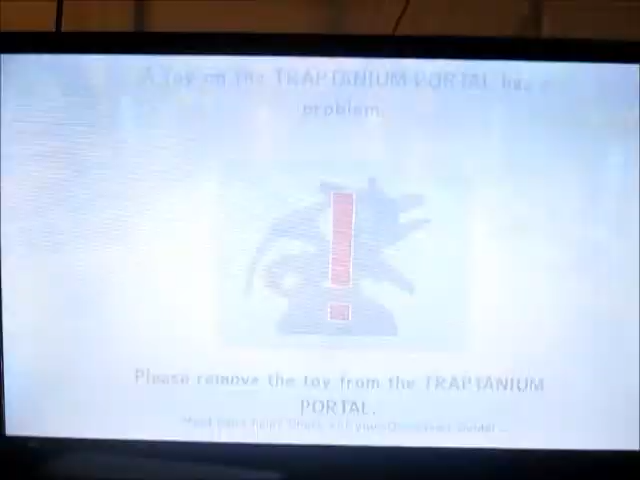 A toy on the TRAPTANIUM PORTAL has a
problem.
Please remove the toy from the TRAPTANIUM
PORTAL.